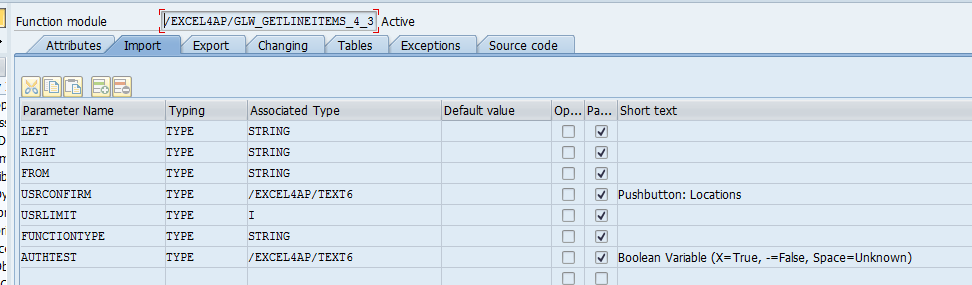 Function module /EXCEL4AP/GLW_GETLINEITEMS_4_3 Active
Attributes Import Export Changing Tables Exceptions Source code
Parameter Name Typing Associated Type Default value Op... Pa... Short text
LEFT TYPE STRING
RIGHT TYPE STRING
FROM TYPE STRING
USRCONFIRM TYPE /EXCEL4AP/TEXT6 Pushbutton: Locations
USRLIMIT TYPE I
FUNCTIONTYPE TYPE STRING
AUTHTEST TYPE /EXCEL4AP/TEXT6 Boolean Variable (X=True, -=False, Space=Unknown)